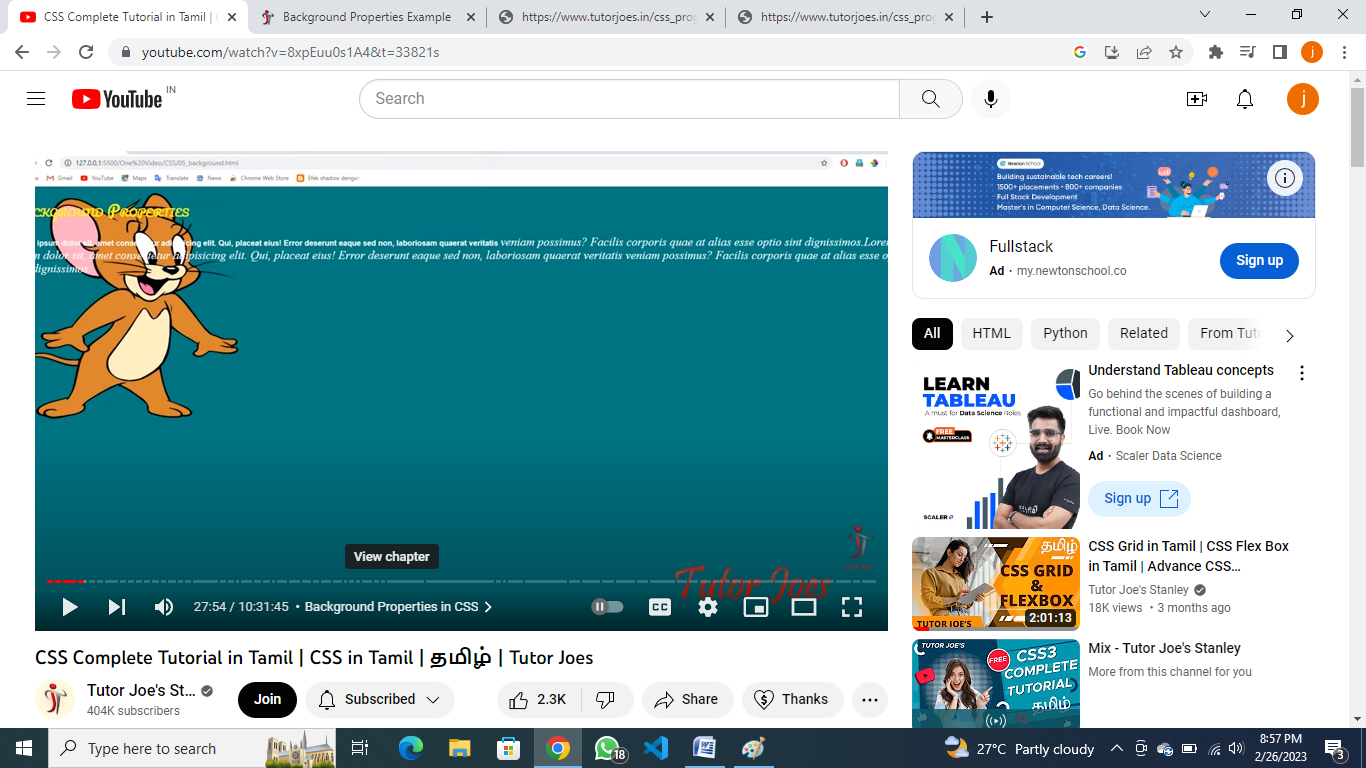 CSS Complete Tutorial in Tamil |
Background Properties Example
https://www.tutorjoes.in/css_prog
https://www.tutorjoes.in/css_prog
youtube.com/watch?v=8xpEuu0s1A4&t=33821s
j
YouTube IN
Search
j
127.0.0.1:5500/One%20Video/CSS/05_background.html
Gmail YouTube Maps Translate News Chrome Web Store Efek shadow dengan
Background Properties
ipsum dolor sit, amet consectetur adipisicing elit. Qui, placeat eius! Error deserunt eaque sed non, laboriosam quaerat veritatis veniam possimus? Facilis corporis quae at alias esse optio sint dignissimos.Lorem
dolor sit, amet consectetur adipisicing elit. Qui, placeat eius! Error deserunt eaque sed non, laboriosam quaerat veritatis veniam possimus? Facilis corporis quae at alias esse o
dignissimos
View chapter
Tutor Joes
27:54 / 10:31:45 • Background Properties in CSS
CC
CSS Complete Tutorial in Tamil | CSS in Tamil | தமிழ் | Tutor Joes
Tutor Joe's St...
404K subscribers
Join
Subscribed
2.3K
Share
Thanks
Newton School
Building sustainable tech careers!
1500+ placements • 800+ companies
Full Stack Development
Master's in Computer Science, Data Science.
Fullstack
Ad · my.newtonschool.co
Sign up
All
HTML
Python
Related
From Tuto
LEARN
TABLEAU
A must for Data Science Roles
FREE
MASTERCLASS
SCALER
Understand Tableau concepts
Go behind the scenes of building a
functional and impactful dashboard,
Live. Book Now
Ad · Scaler Data Science
Sign up
தமிழ்
CSS GRID
&
FLEXBOX
TUTOR JOE'S
2:01:13
CSS Grid in Tamil | CSS Flex Box
in Tamil | Advance CSS...
Tutor Joe's Stanley
18K views • 3 months ago
TUTOR JOE'S
FREE
CSS3
COMPLETE
TUTORIAL
தமிழ்
Mix - Tutor Joe's Stanley
More from this channel for you
Type here to search
18
27°C Partly cloudy
8:57 PM
2/26/2023
3